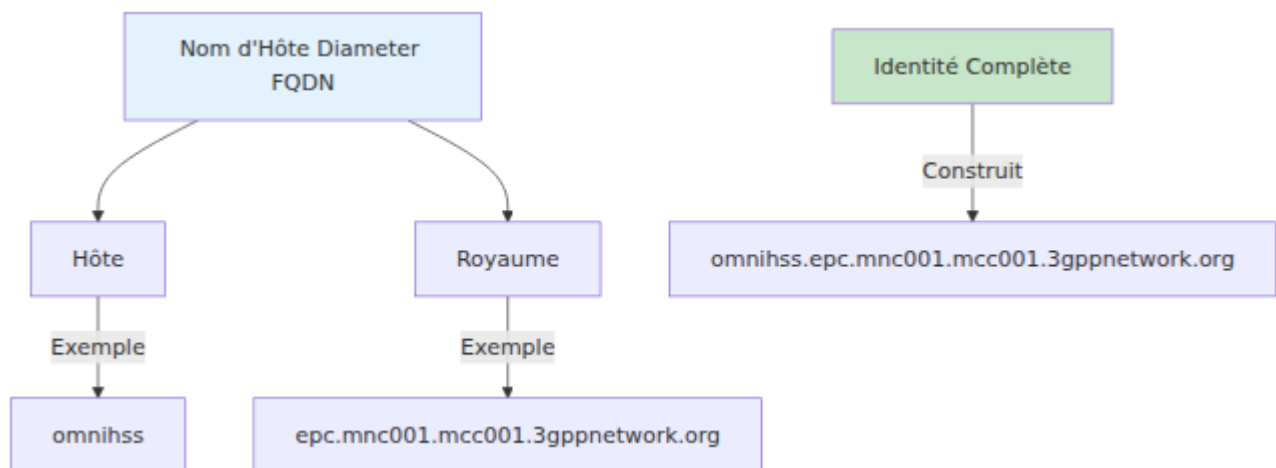 Nom d'Hôte Diameter
FQDN
Identité Complète
Construit
Hôte
Royaume
omnihss.epc.mnc001.mcc001.3gppnetwork.org
Exemple
Exemple
omnihss
epc.mnc001.mcc001.3gppnetwork.org